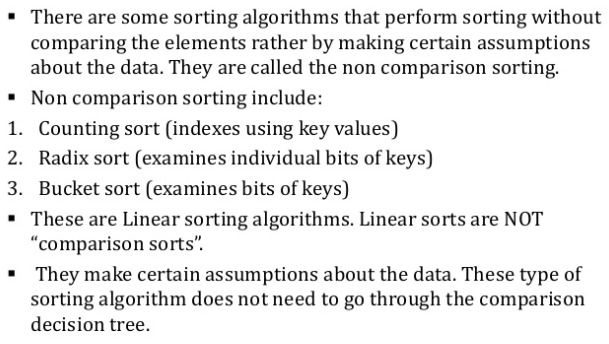 ▪ There are some sorting algorithms that perform sorting without
comparing the elements rather by making certain assumptions
about the data. They are called the non comparison sorting.
▪ Non comparison sorting include:
1. Counting sort (indexes using key values)
2. Radix sort (examines individual bits of keys)
3. Bucket sort (examines bits of keys)
▪ These are Linear sorting algorithms. Linear sorts are NOT
“comparison sorts”.
▪ They make certain assumptions about the data. These type of
sorting algorithm does not need to go through the comparison
decision tree.